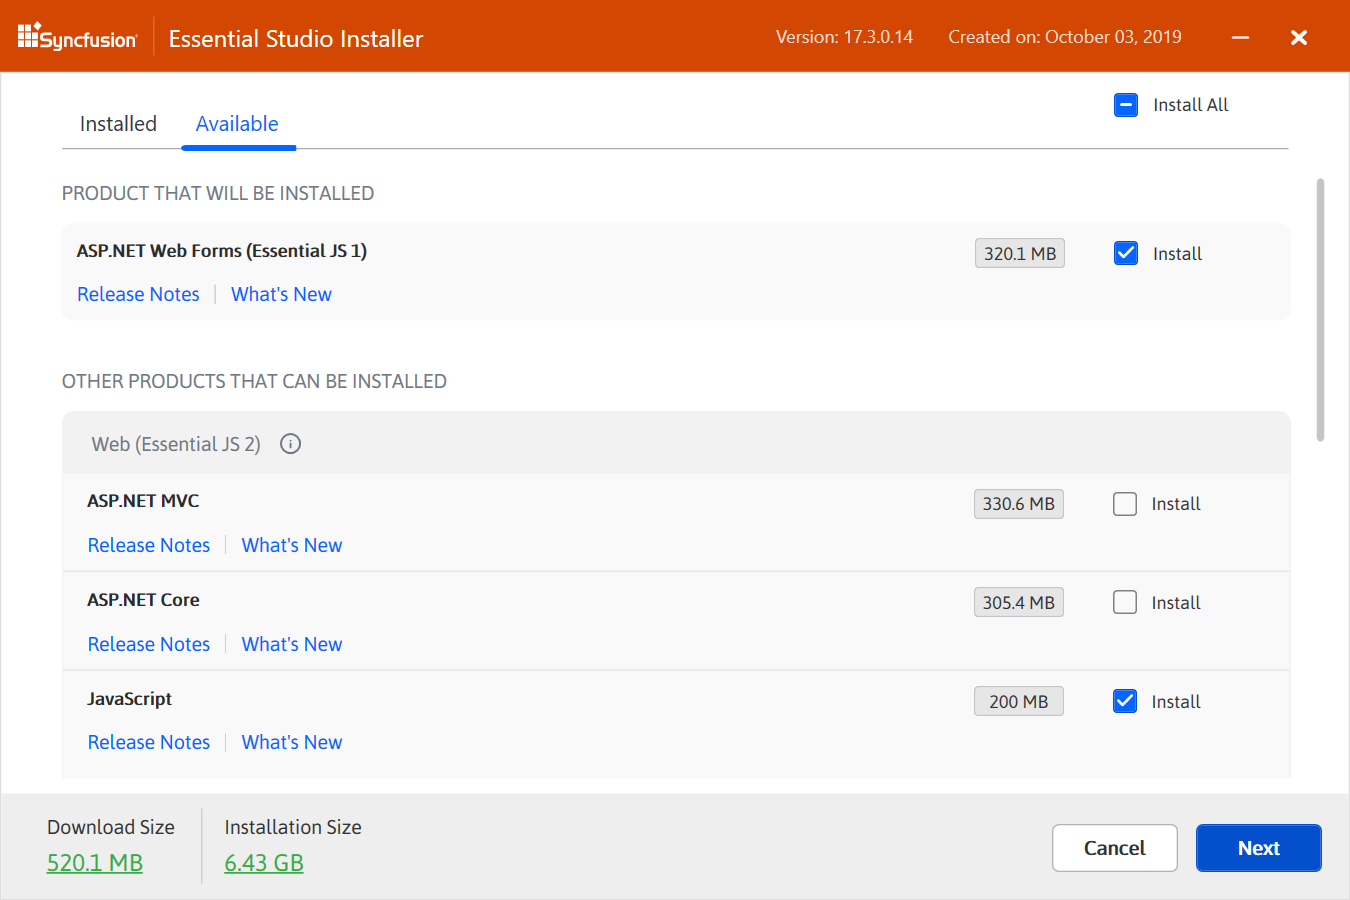 Syncfusion Essential Studio Installer Version: 17.3.0.14 Created on: October 03, 2019
Install All
Installed Available
PRODUCT THAT WILL BE INSTALLED
ASP.NET Web Forms (Essential JS 1) 320.1 MB Install
Release Notes What's New
OTHER PRODUCTS THAT CAN BE INSTALLED
Web (Essential JS 2)
ASP.NET MVC 330.6 MB Install
Release Notes What's New
ASP.NET Core 305.4 MB Install
Release Notes What's New
JavaScript 200 MB Install
Release Notes What's New
Download Size Installation Size
520.1 MB 6.43 GB
Cancel Next